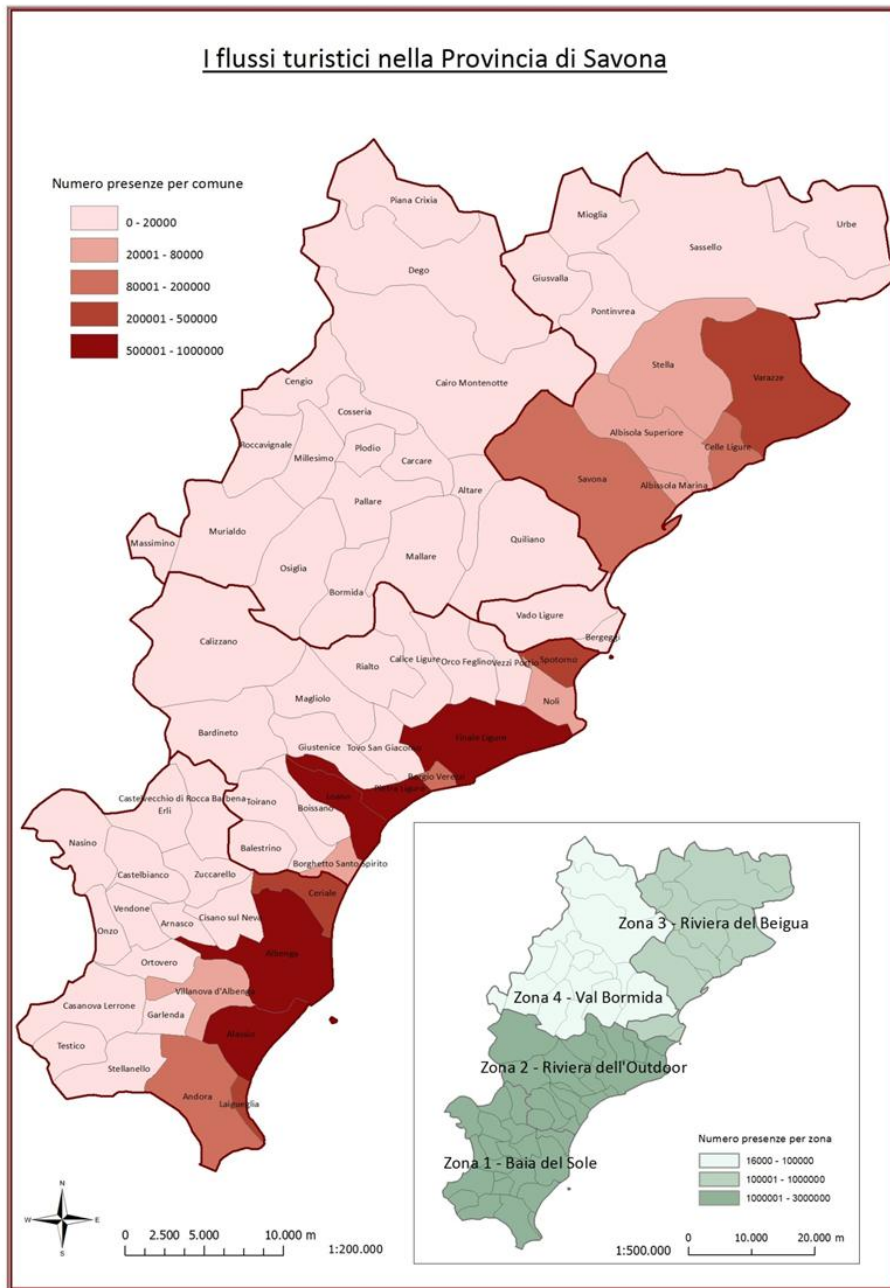 I flussi turistici nella Provincia di Savona
Numero presenze per comune
0 - 20000
20001 - 80000
80001 - 200000
200001 - 500000
500001 - 1000000
Piana Crixia
Mioglia
Urbe
Sassello
Dego
Giusvalla
Pontinvrea
Stella
Varazze
Cengio
Cairo Montenotte
Cosseria
Albisola Superiore
Roccavignale
Plodio
Celle Ligure
Millesimo
Carcare
Savona
Albissola Marina
Altare
Pallare
Murialdo
Quiliano
Massimino
Mallare
Osiglia
Bormida
Vado Ligure
Bergeggi
Calizzano
Calice Ligure
Orco Feglino
Vezzi Portio
Spotorno
Rialto
Magliolo
Noli
Bardineto
Finale Ligure
Giustenice
Tovo San Giacomo
Borgio Verezzi
Pietra Ligure
Loano
Castelvecchio di Rocca Barbena
Toirano
Erli
Boissano
Nasino
Balestrino
Borghetto Santo Spirito
Castelbianco
Zuccarello
Ceriale
Vendone
Cisano sul Neva
Arnasco
Onzo
Albenga
Ortovero
Villanova d'Albenga
Casanova Lerrone
Garlenda
Alassio
Testico
Stellanello
Andora
Laigueglia
Zona 3 - Riviera del Beigua
Zona 4 - Val Bormida
Zona 2 - Riviera dell'Outdoor
Zona 1 - Baia del Sole
Numero presenze per zona
16000 - 100000
100001 - 1000000
1000001 - 3000000
N
W E
S
0 2.500 5.000 10.000 m
1:200.000
1:500.000
0 10.000 20.000 m